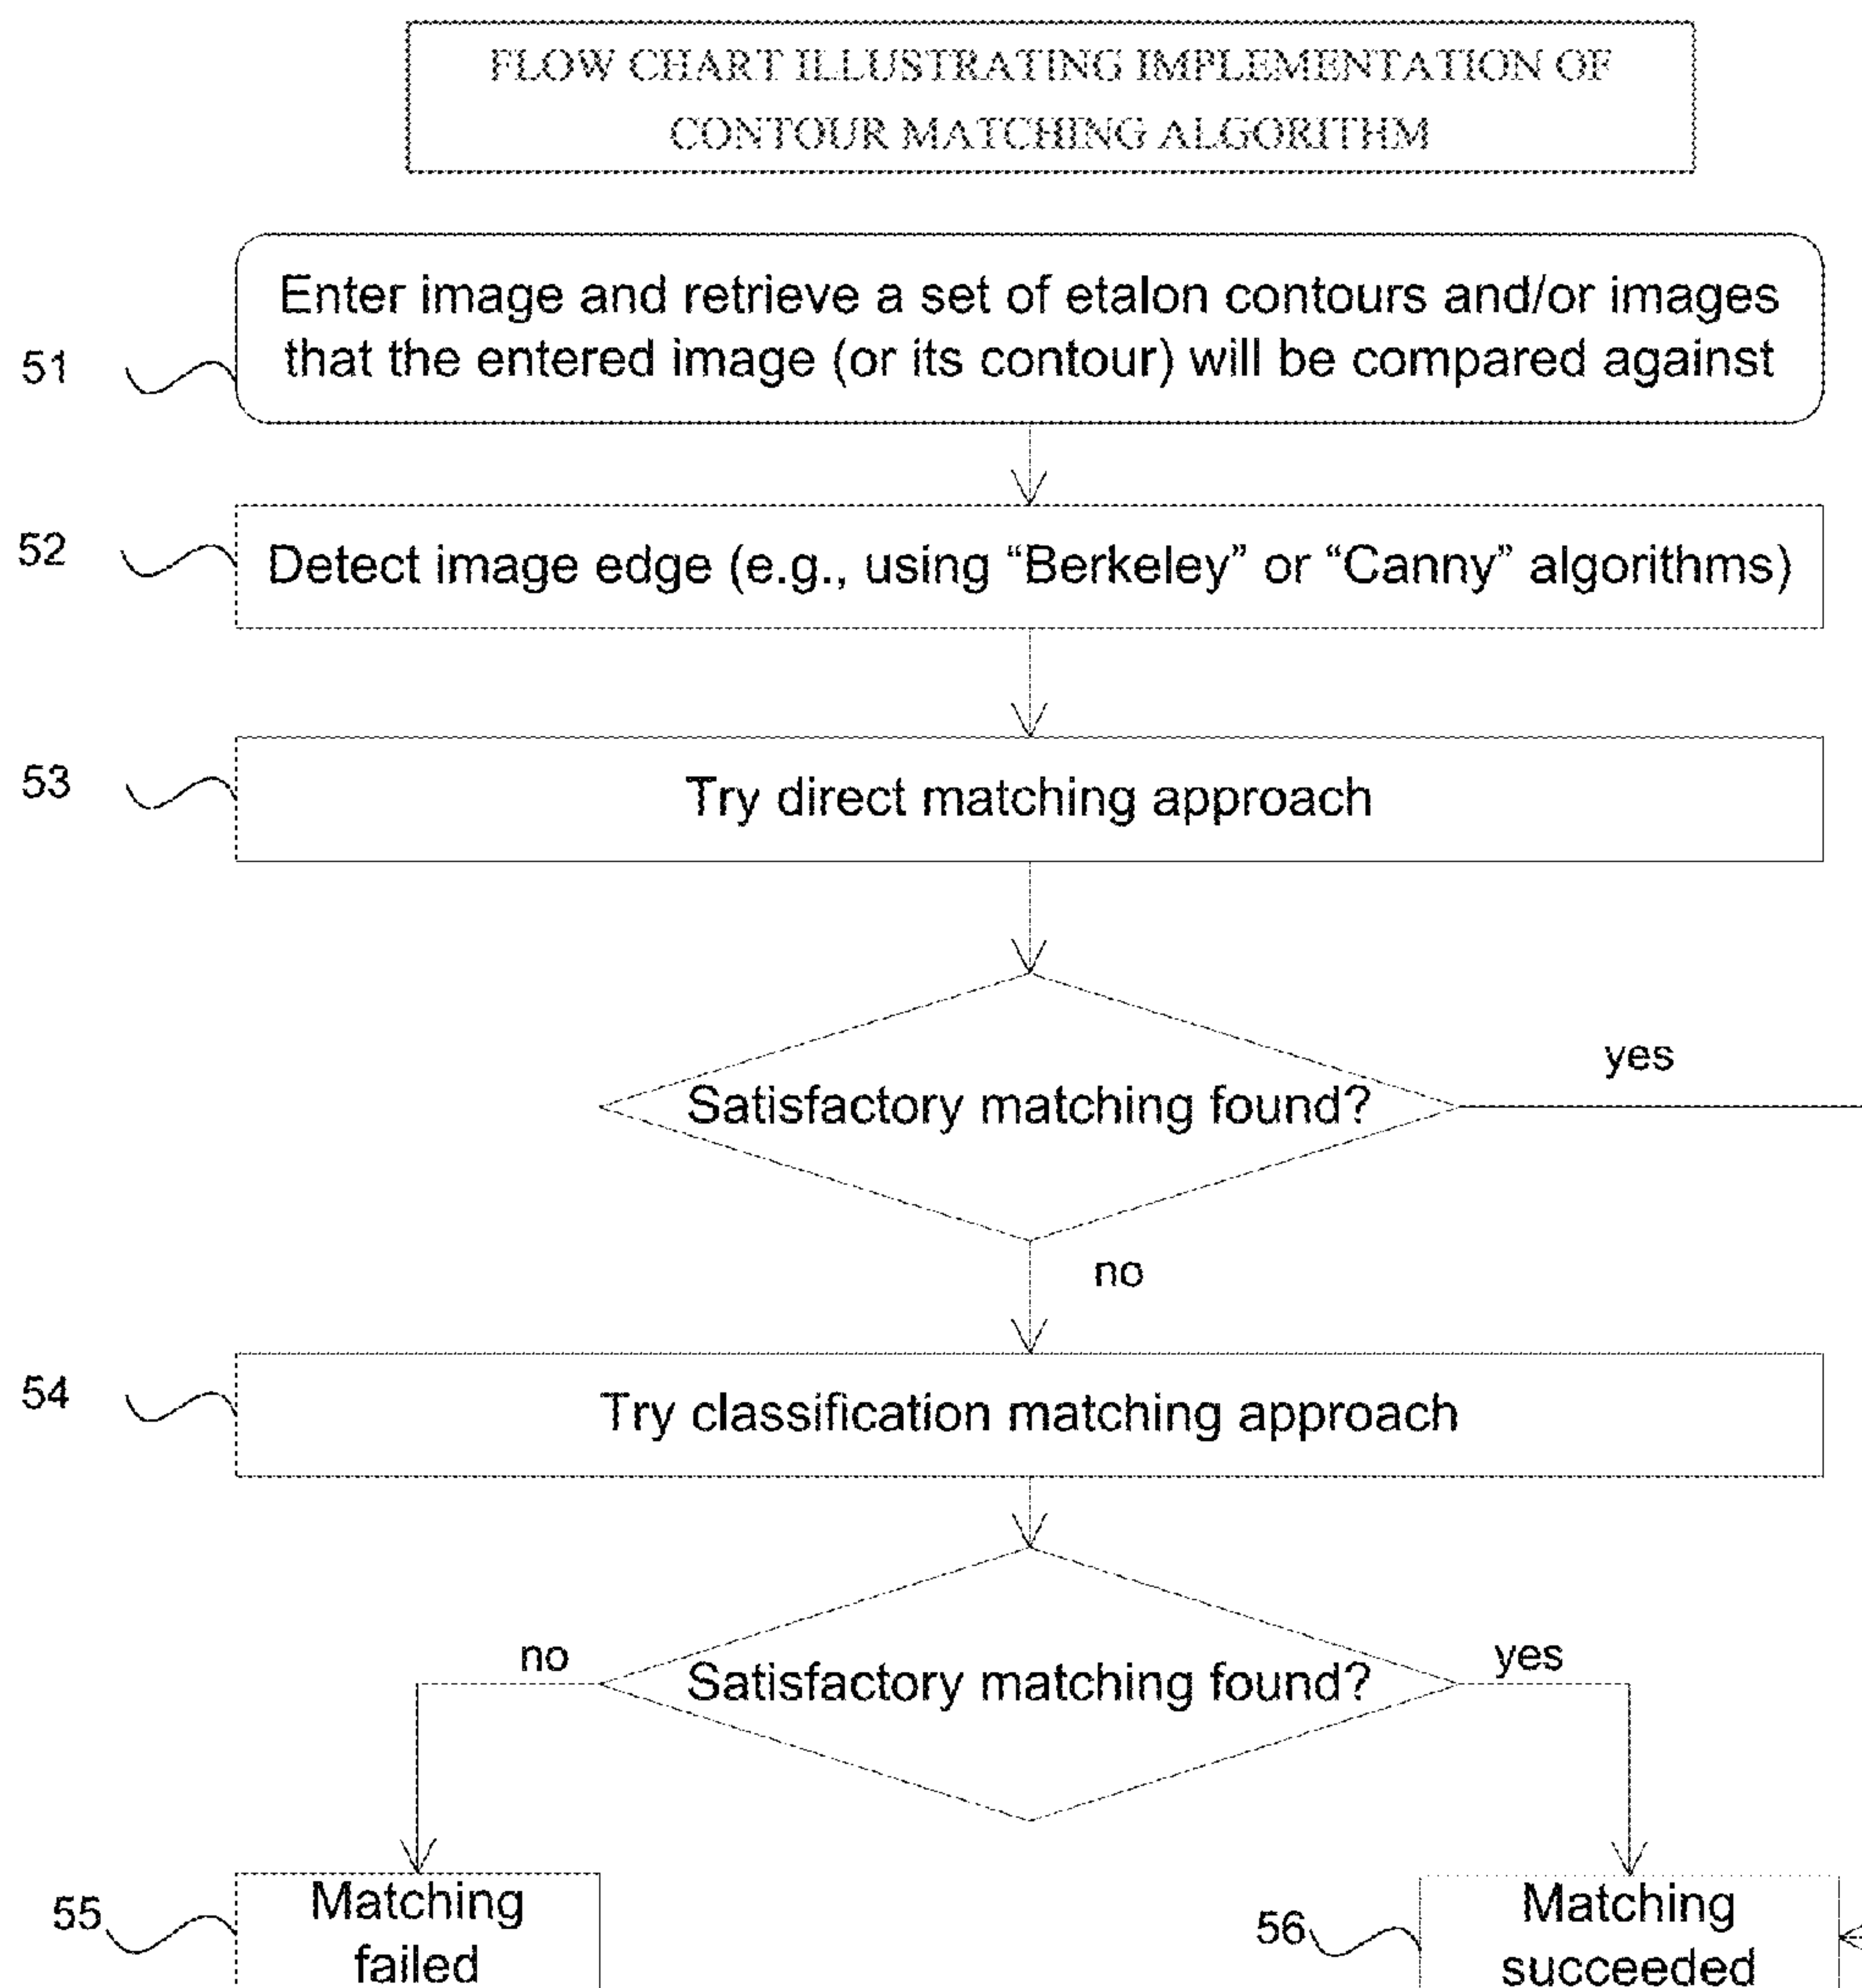 FLOW CHART ILLUSTRATING IMPLEMENTATION OF
CONTOUR MATCHING ALGORITHM
Enter image and retrieve a set of etalon contours and/or images
that the entered image (or its contour) will be compared against
51
52
Detect image edge (e.g., using “Berkeley” or “Canny” algorithms)
53
Try direct matching approach
yes
Satisfactory matching found?
no
54
Try classification matching approach
no
yes
Satisfactory matching found?
55
Matching
failed
56
Matching
succeeded